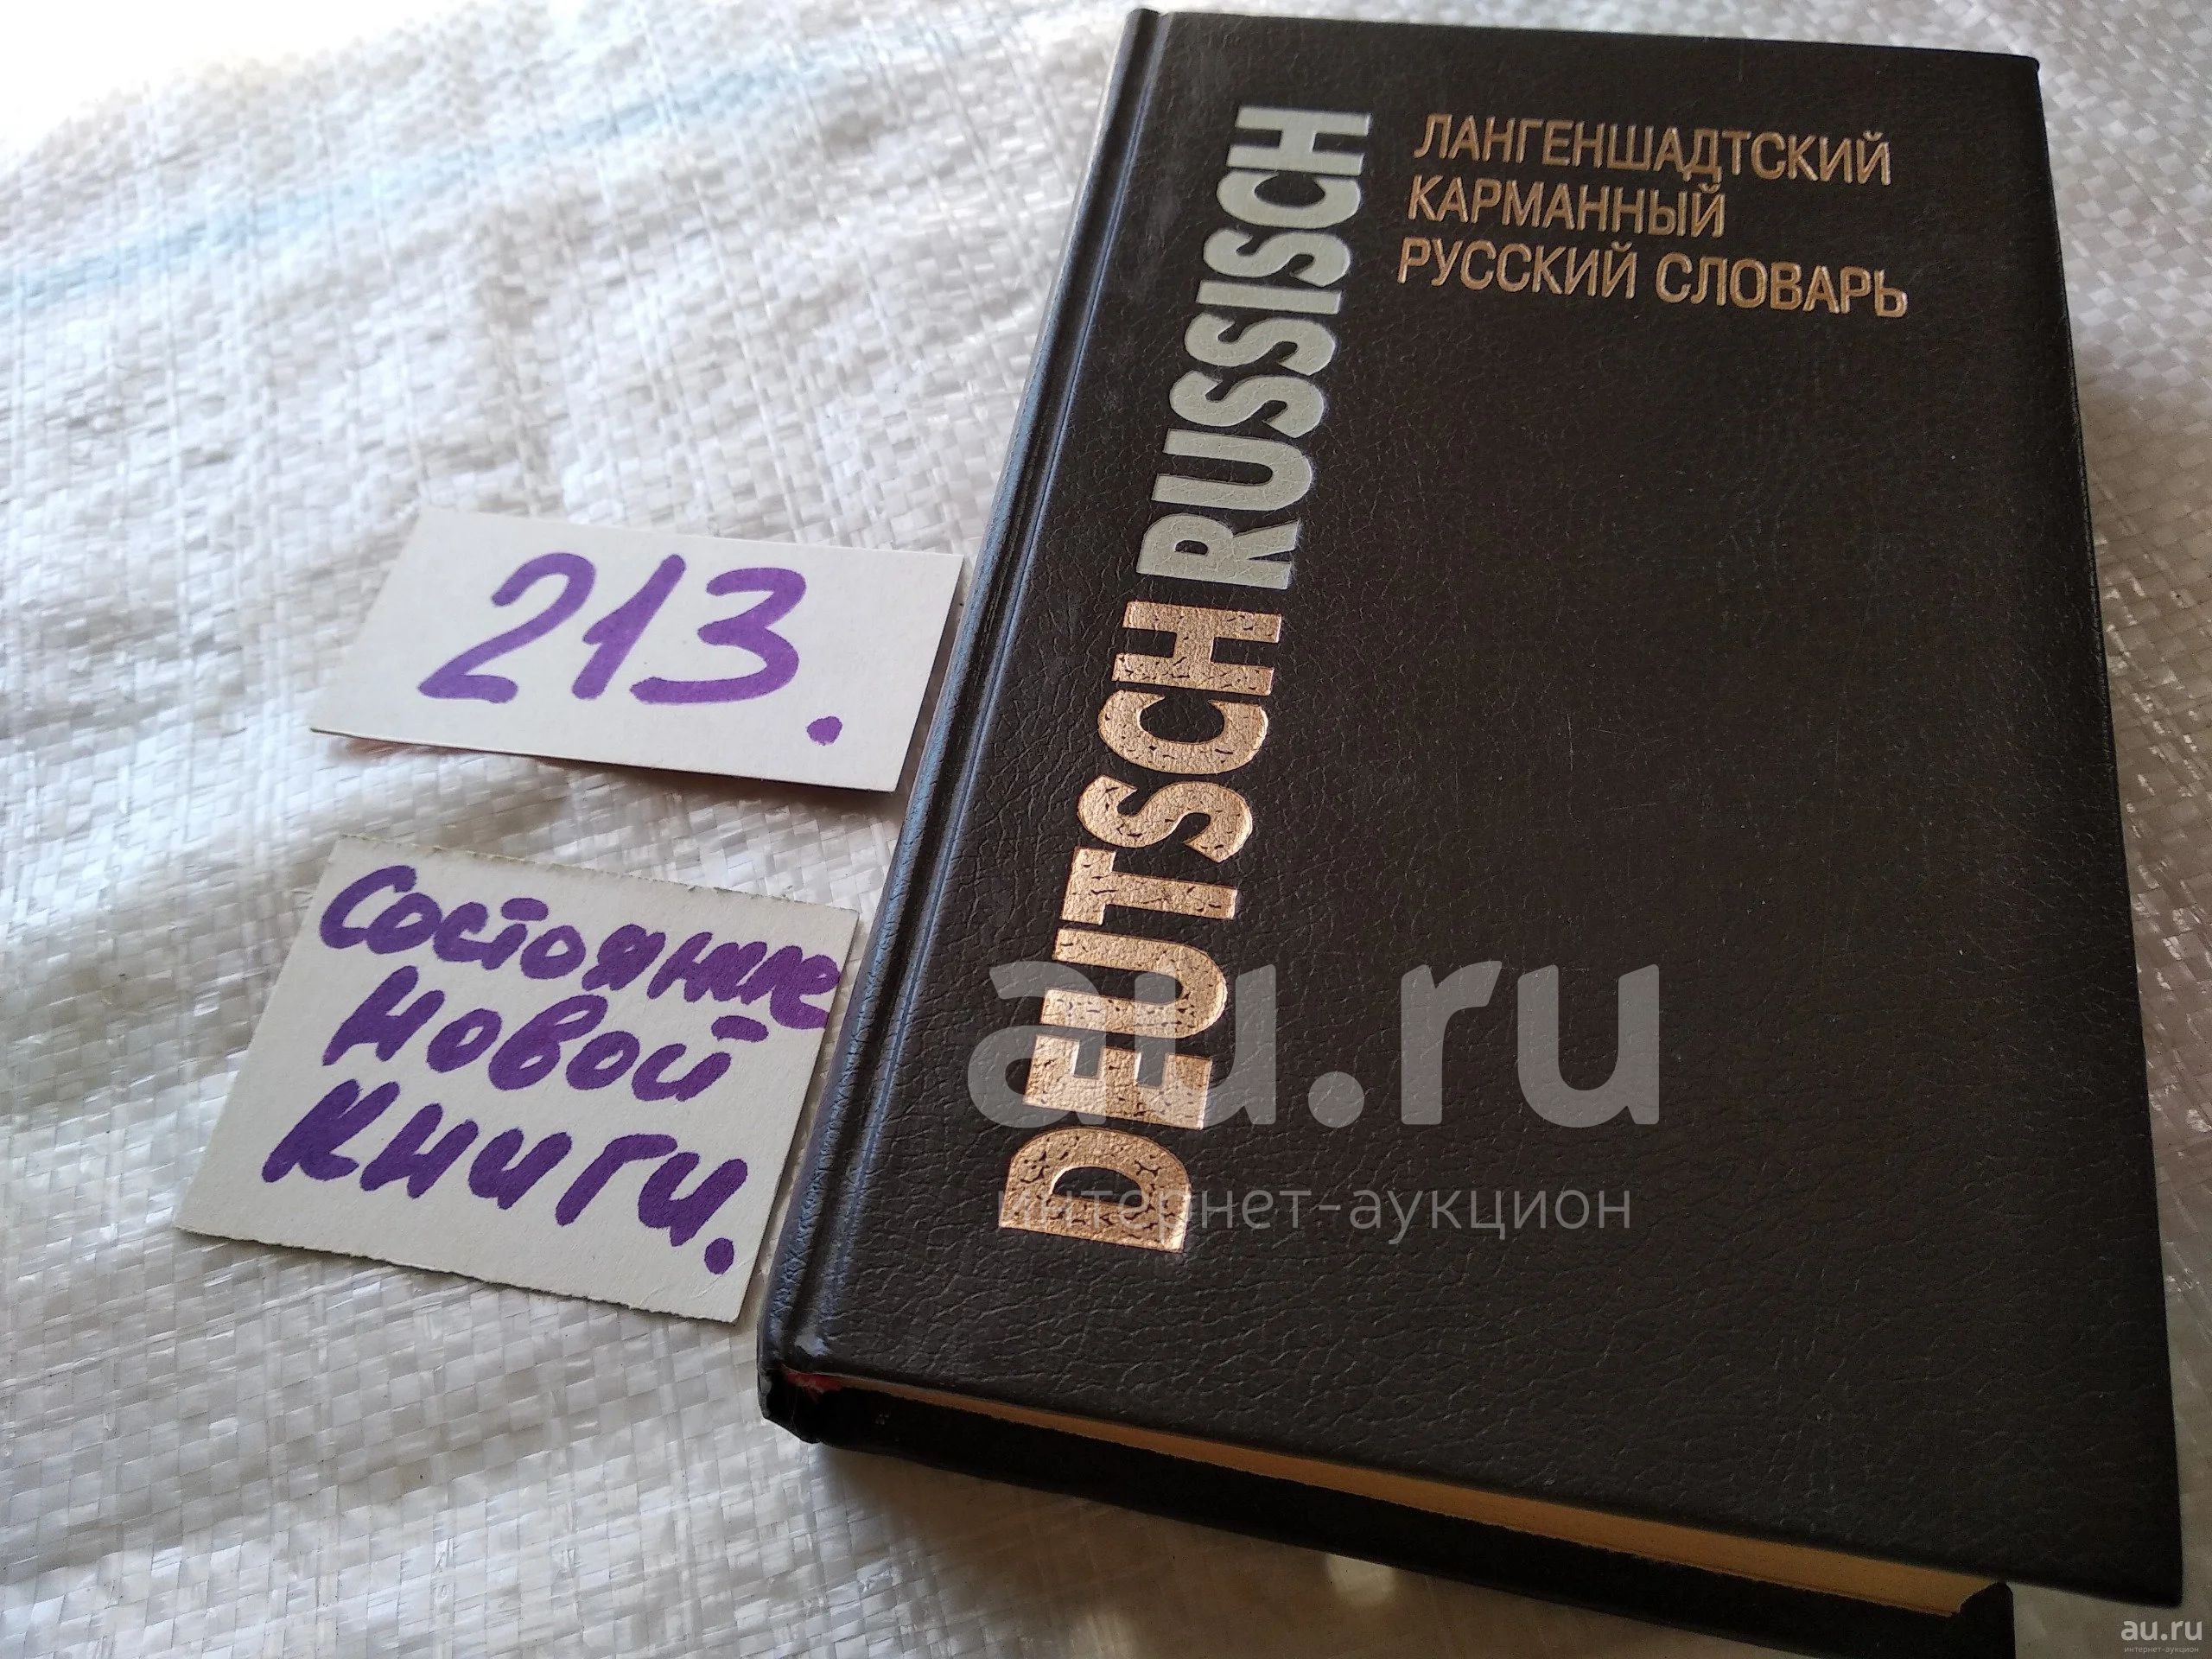 ЛАНГЕНШАДТСКИЙ
КАРМАННЫЙ
РУССКИЙ СЛОВАРЬ
DEUTSCH RUSSISCH
213.
Состояние
новой
книги.
au.ru
интернет-аукцион
au.ru
интернет-аукцион